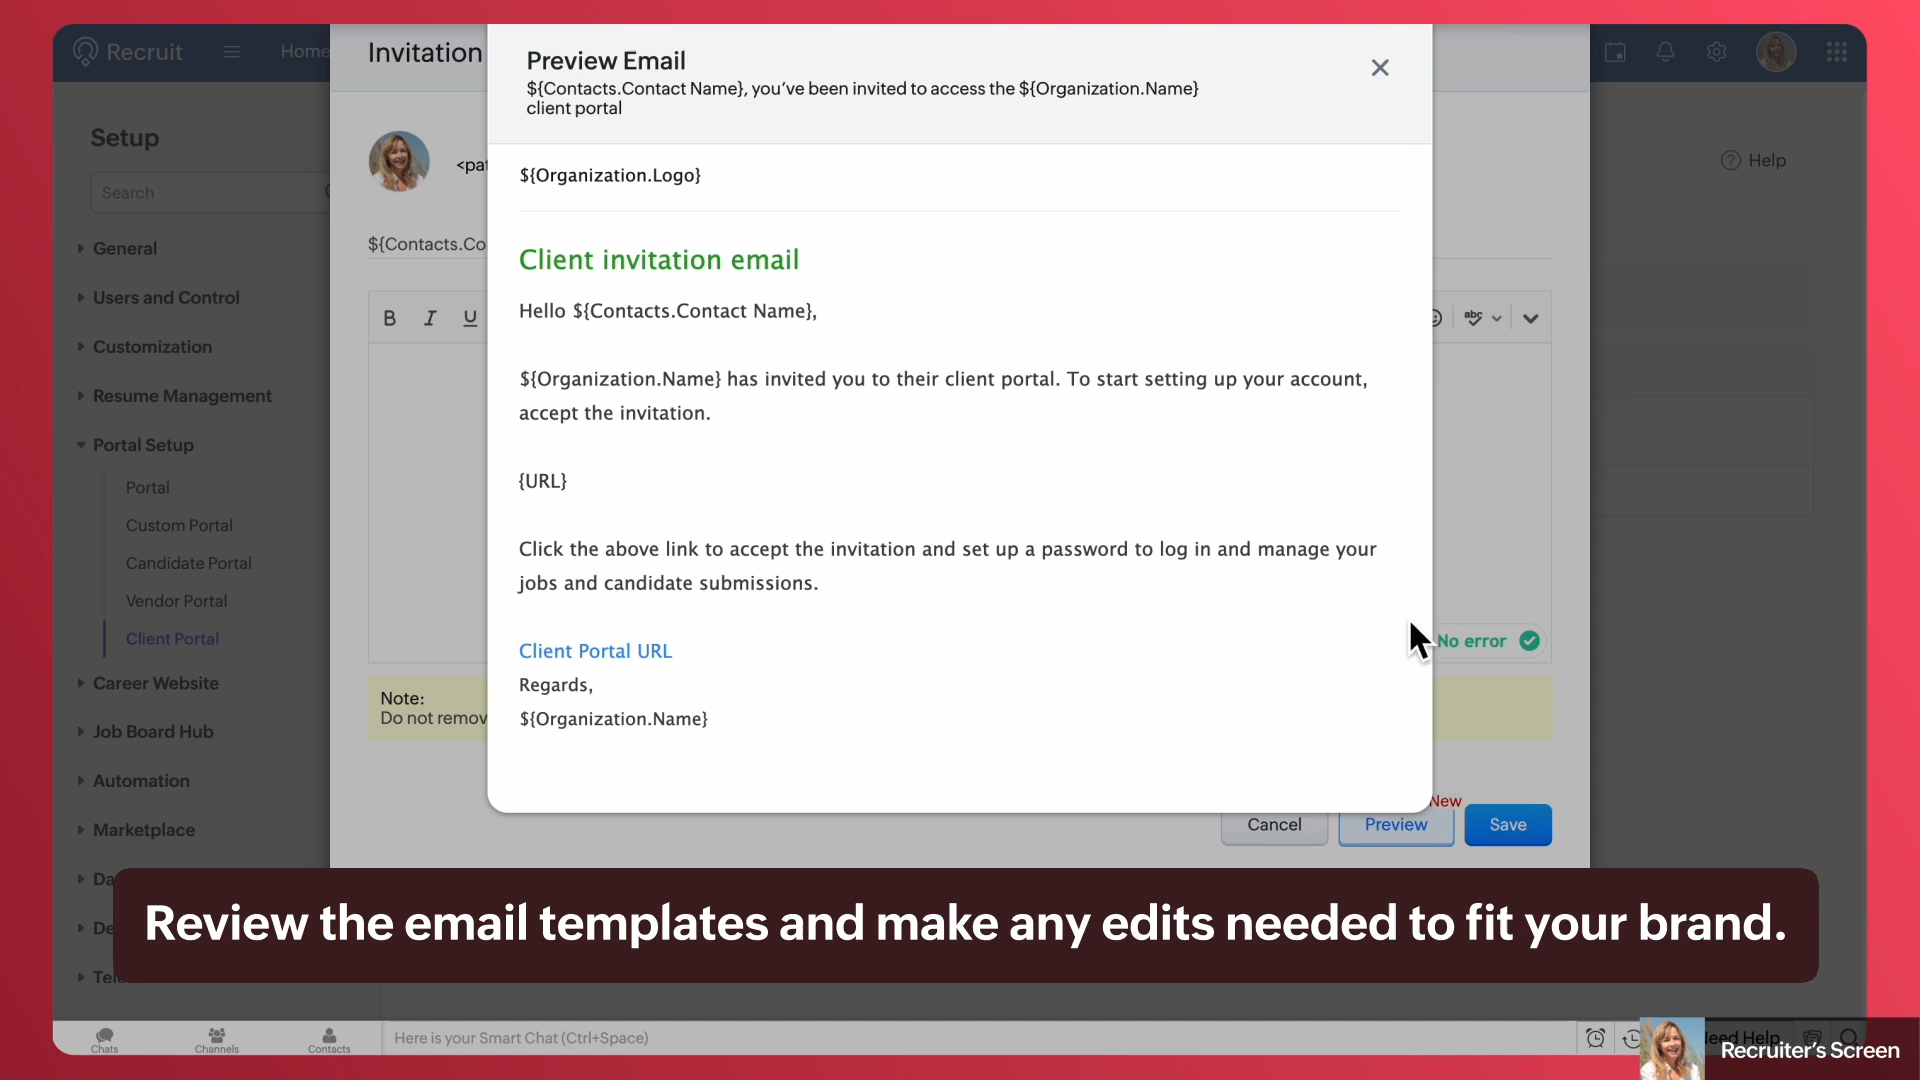 Recruit
Home
Invitation
Preview Email
${Contacts.Contact Name}, you've been invited to access the ${Organization.Name}
client portal
Setup
Search
Help
General
Users and Control
Customization
Resume Management
Portal Setup
Portal
Custom Portal
Candidate Portal
Vendor Portal
Client Portal
Career Website
Job Board Hub
Automation
Marketplace
<pat
${Contacts.Co
B I U
abc
${Organization.Logo}
Client invitation email
Hello ${Contacts.Contact Name},
${Organization.Name} has invited you to their client portal. To start setting up your account,
accept the invitation.
{URL}
Click the above link to accept the invitation and set up a password to log in and manage your
jobs and candidate submissions.
Client Portal URL
Regards,
${Organization.Name}
No error
Note:
Do not remov
New
Cancel
Preview
Save
Review the email templates and make any edits needed to fit your brand.
Chats
Channels
Contacts
Here is your Smart Chat (Ctrl+Space)
Need Help
Recruiter's Screen